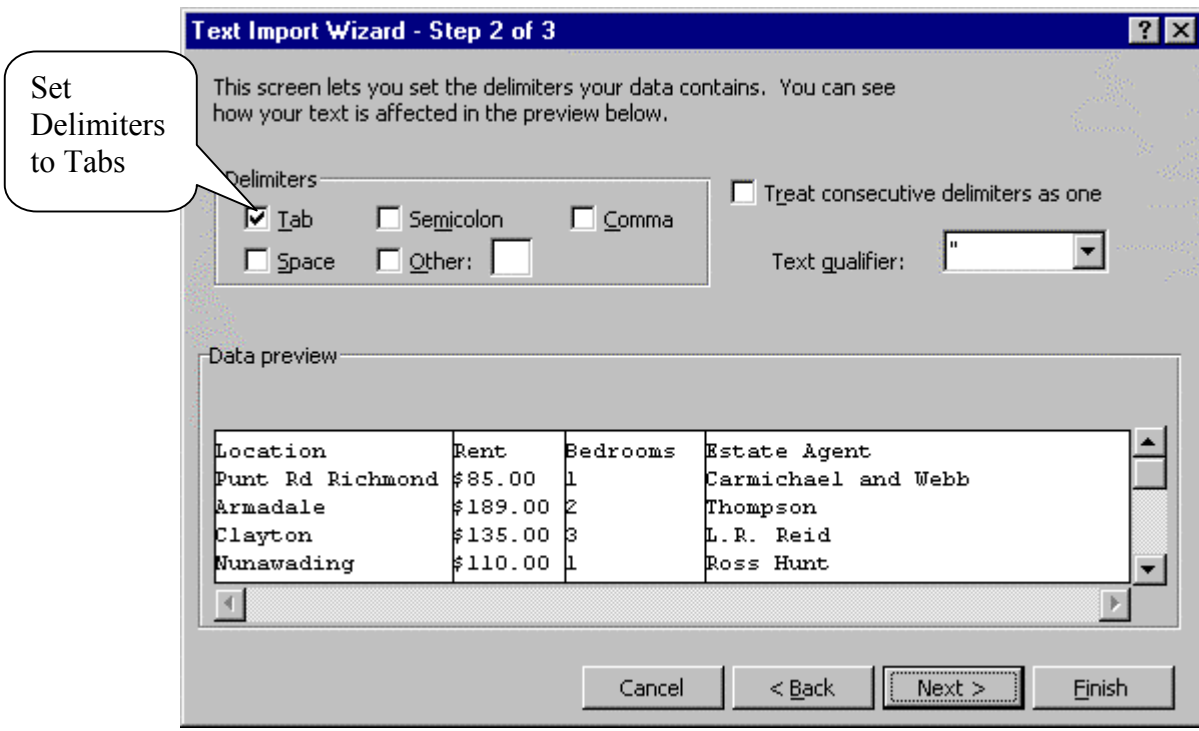 Text Import Wizard - Step 2 of 3
Set
Delimiters
to Tabs
This screen lets you set the delimiters your data contains. You can see
how your text is affected in the preview below.
Delimiters
Tab Semicolon Comma
Space Other:
Treat consecutive delimiters as one
Text qualifier: "
Data preview
Location Rent Bedrooms Estate Agent
Punt Rd Richmond $85.00 1 Carmichael and Webb
Armadale $189.00 2 Thompson
Clayton $135.00 3 L.R. Reid
Nunawading $110.00 1 Ross Hunt
Cancel < Back Next > Finish